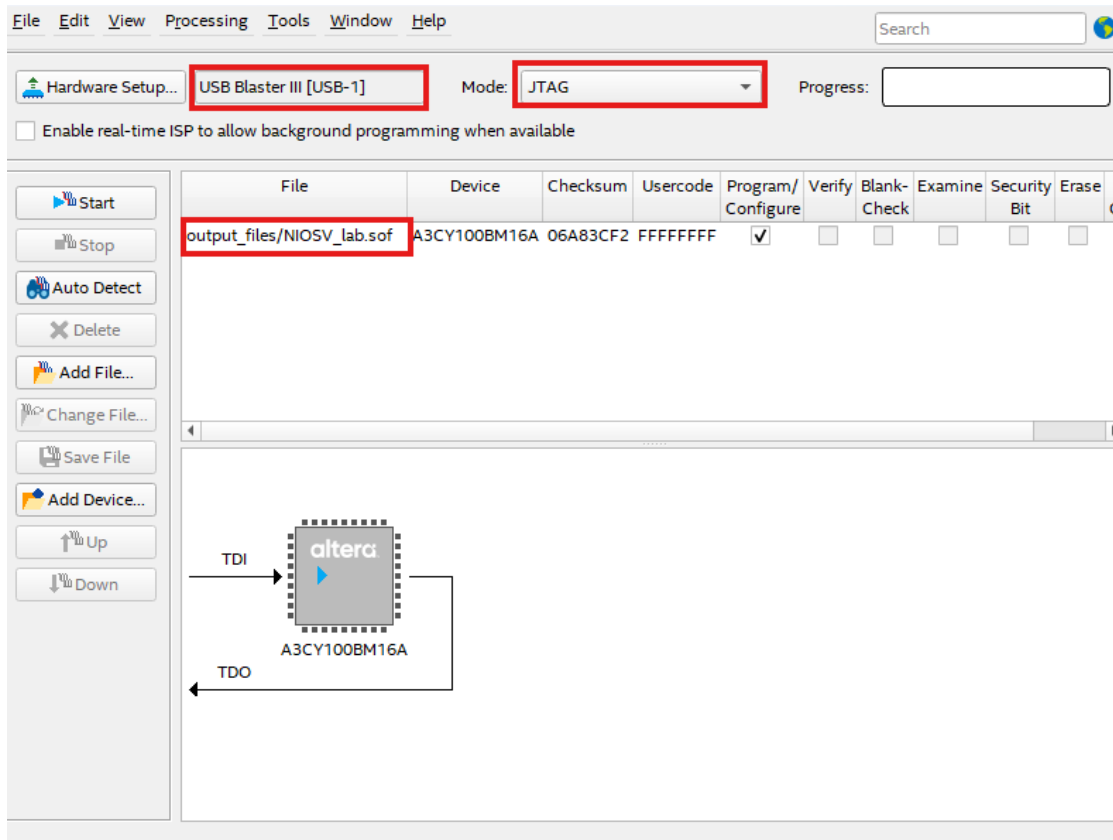 File Edit View Processing Tools Window Help
Search
Hardware Setup... USB Blaster III [USB-1] Mode: JTAG Progress:
Enable real-time ISP to allow background programming when available
Start
Stop
Auto Detect
Delete
Add File...
Change File...
Save File
Add Device...
Up
Down
File Device Checksum Usercode Program/ Verify Blank- Examine Security Erase
Configure Check Bit
output_files/NIOSV_lab.sof A3CY100BM16A 06A83CF2 FFFFFFFF
TDI
altera
A3CY100BM16A
TDO